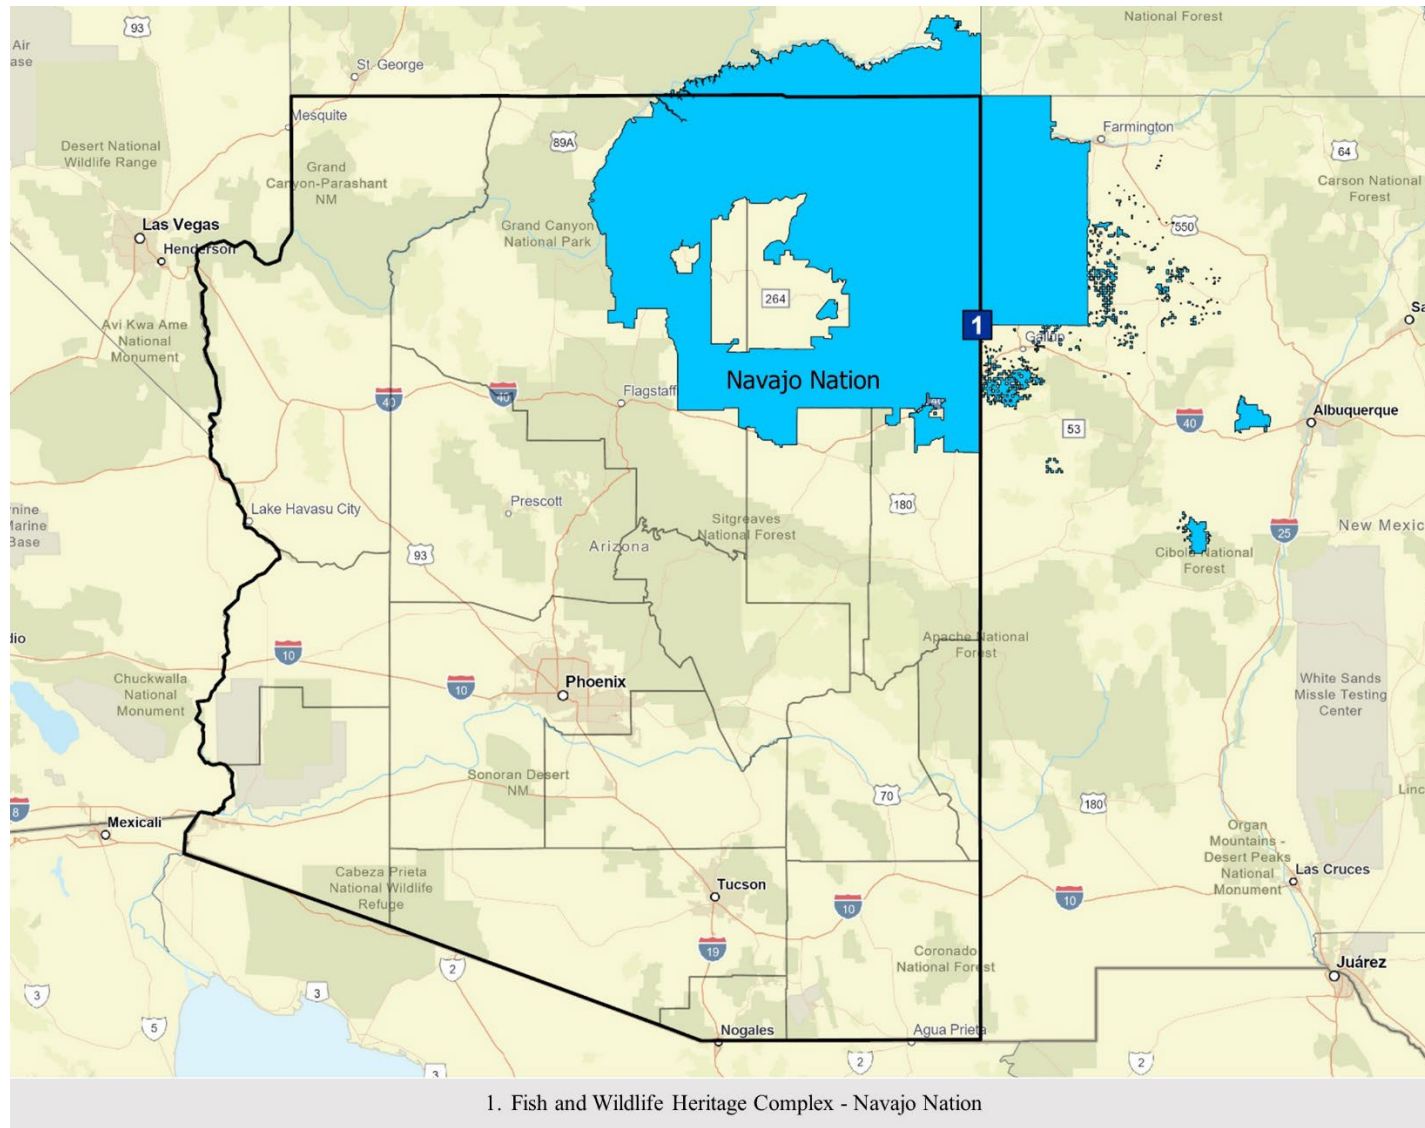 National Forest
93
Air
ase
St. George
Mesquite
Desert National
Wildlife Range
Grand
Canyon-Parashant
NM
89A
Farmington
64
Carson National
Forest
Las Vegas
Henderson
Grand Canyon
National Park
550
264
1
Sa
Avi Kwa Ame
National
Monument
Gallup
40
40
Flagstaff
Navajo Nation
40
Albuquerque
53
Lake Havasu City
Prescott
180
Sitgreaves
National Forest
nine
Marine
Base
25
New Mexic
Arizona
93
Cibola National
Forest
dio
10
Apache National
Forest
Chuckwalla
National
Monument
10
Phoenix
White Sands
Missle Testing
Center
Sonoran Desert
NM
70
180
8
Mexicali
Linc
Organ
Mountains -
Desert Peaks
National
Monument
Cabeza Prieta
National Wildlife
Refuge
Tucson
Las Cruces
10
10
19
Coronado
National Forest
2
Juárez
3
3
5
Nogales
Agua Prieta
2
2
3
1. Fish and Wildlife Heritage Complex - Navajo Nation